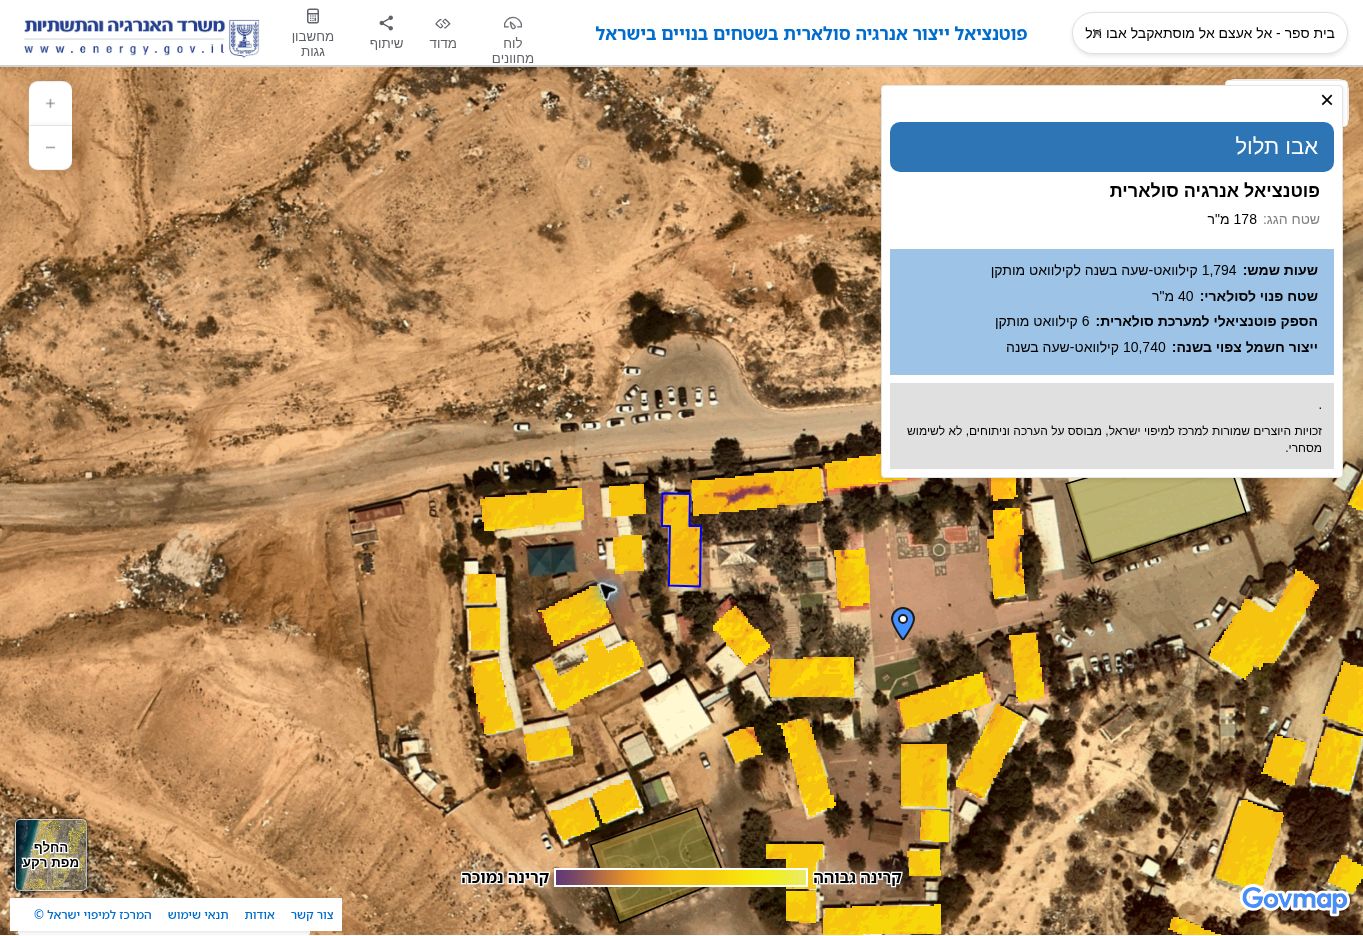 בית ספר - אל אעצם אל מוסתאקבל אבו תל
פוטנציאל ייצור אנרגיה סולארית בשטחים בנויים בישראל
לוח מחוונים
מדוד
שיתוף
מחשבון גגות
משרד האנרגיה והתשתיות
www.energy.gov.il
אבו תלול
פוטנציאל אנרגיה סולארית
שטח הגג: 178 מ"ר
שעות שמש: 1,794 קילוואט-שעה בשנה לקילוואט מותקן
שטח פנוי לסולארי: 40 מ"ר
הספק פוטנציאלי למערכת סולארית: 6 קילוואט מותקן
ייצור חשמל צפוי בשנה: 10,740 קילוואט-שעה בשנה
.
זכויות היוצרים שמורות למרכז למיפוי ישראל, מבוסס על הערכה וניתוחים, לא לשימוש
מסחרי.
החלף
מפת רקע
קרינה גבוהה
קרינה נמוכה
צור קשר
אודות
תנאי שימוש
המרכז למיפוי ישראל ©
Govmap